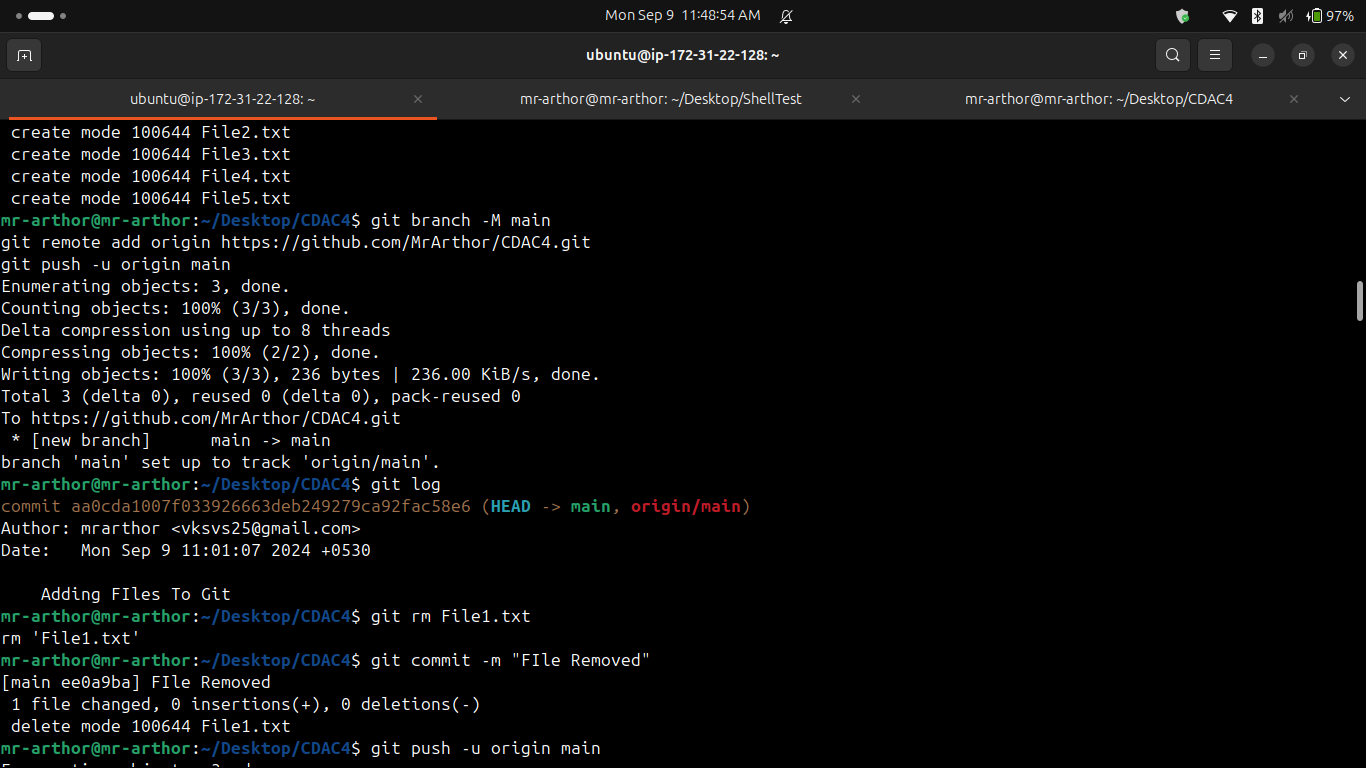 Mon Sep 9 11:48:54 AM
97%
ubuntu@ip-172-31-22-128: ~
ubuntu@ip-172-31-22-128: ~
mr-arthor@mr-arthor: ~/Desktop/ShellTest
mr-arthor@mr-arthor: ~/Desktop/CDAC4
create mode 100644 File2.txt
create mode 100644 File3.txt
create mode 100644 File4.txt
create mode 100644 File5.txt
mr-arthor@mr-arthor:~/Desktop/CDAC4$ git branch -M main
git remote add origin https://github.com/MrArthor/CDAC4.git
git push -u origin main
Enumerating objects: 3, done.
Counting objects: 100% (3/3), done.
Delta compression using up to 8 threads
Compressing objects: 100% (2/2), done.
Writing objects: 100% (3/3), 236 bytes | 236.00 KiB/s, done.
Total 3 (delta 0), reused 0 (delta 0), pack-reused 0
To https://github.com/MrArthor/CDAC4.git
* [new branch]      main -> main
branch 'main' set up to track 'origin/main'.
mr-arthor@mr-arthor:~/Desktop/CDAC4$ git log
commit aa0cda1007f033926663deb249279ca92fac58e6 (HEAD -> main, origin/main)
Author: mrarthor <vksvs25@gmail.com>
Date:   Mon Sep 9 11:01:07 2024 +0530
Adding FIles To Git
mr-arthor@mr-arthor:~/Desktop/CDAC4$ git rm File1.txt
rm 'File1.txt'
mr-arthor@mr-arthor:~/Desktop/CDAC4$ git commit -m "FIle Removed"
[main ee0a9ba] FIle Removed
1 file changed, 0 insertions(+), 0 deletions(-)
delete mode 100644 File1.txt
mr-arthor@mr-arthor:~/Desktop/CDAC4$ git push -u origin main